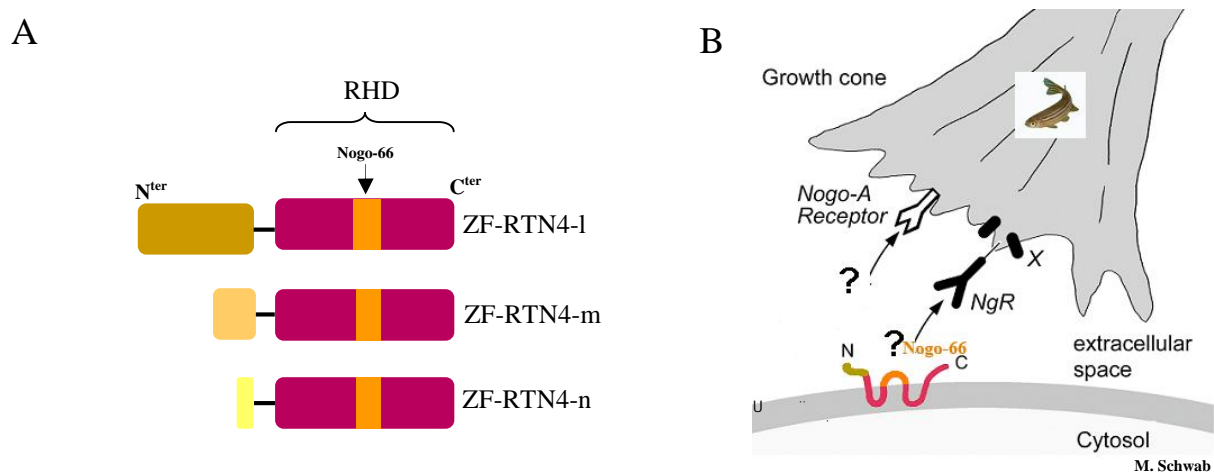 A
RHD
Nogo-66
Nter
Cter
ZF-RTN4-l
ZF-RTN4-m
ZF-RTN4-n
B
Growth cone
Nogo-A
Receptor
?
X
NgR
?
Nogo-66
N
C
extracellular
space
U
Cytosol
M. Schwab